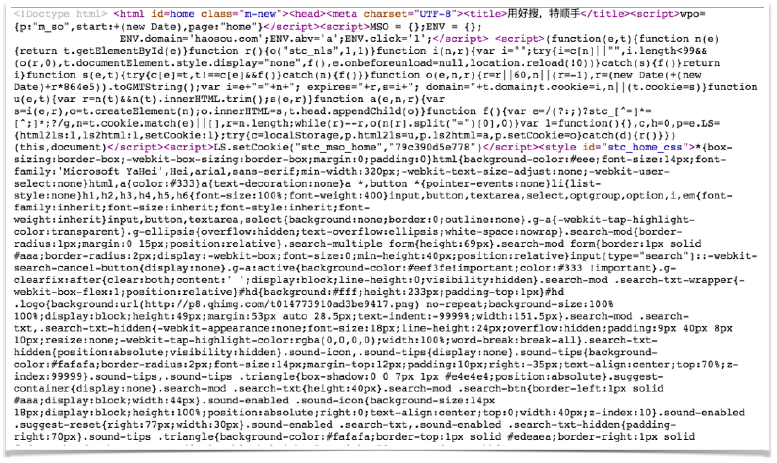 <!Doctype html> <html id=home class="m-new"><head><meta charset="UTF-8"><title>用好搜，特顺手</title><script>wpo=
{p:"m_so",start:+(new Date),page:"home"}</script><script>MSO = {};ENV = {};
ENV.domain='haosou.com';ENV.abv='a';ENV.click='1';</script> <script>(function(e,t){function n(e)
{return t.getElementById(e)}function r(){o("stc_nls",1,1)}function i(n,r){var i="";try{i=c[n]||"",i.length<99&&
(o(r,0),t.documentElement.style.display="none",f(),e.onbeforeunload=null,location.reload(10))}catch(s){f()}return
i}function s(e,t){try{c[e]=t,t!==c[e]&&f()}catch(n){f()}}function o(e,n,r){r=r||60,n||(r=-1),r=(new Date(+(new
Date)+r*864e5)).toGMTString();var i=e+"="+n+"; expires="+r,s=i+"; domain="+t.domain;t.cookie=i,n||(t.cookie=s)}function
u(e,t){var r=n(t)&&n(t).innerHTML.trim();s(e,r)}function a(e,n,r){var
s=i(e,r),o=t.createElement(n);o.innerHTML=s,t.head.appendChild(o)}function f(){var e=/(?:;)?stc_[^=]*=
[^;]*;?/g,n=t.cookie.match(e)||[],r=n.length;while(r)--r,o(n[r].split("=")[0],0)}var l=function(){},c,h=0,p=e.LS=
{html2ls:l,ls2html:l,setCookie:l};try{c=localStorage,p.html2ls=u,p.ls2html=a,p.setCookie=o}catch(d){r()}})
(this,document)</script><script>LS.setCookie("stc_mso_home","79c390d5e778")</script><style id="stc_home_css">*{box-
sizing:border-box;-webkit-box-sizing:border-box;margin:0;padding:0}html{background-color:#eee;font-size:14px;font-
family:'Microsoft YaHei',Hei,arial,sans-serif;min-width:320px;-webkit-text-size-adjust:none;-webkit-user-
select:none}html,a{color:#333}a{text-decoration:none}a *,button *{pointer-events:none}li{list-
style:none}h1,h2,h3,h4,h5,h6{font-size:100%;font-weight:400}input,button,textarea,select,optgroup,option,i,em{font-
family:inherit;font-size:inherit;font-style:inherit;font-
weight:inherit}input,button,textarea,select{background:none;border:0;outline:none}.g-a{-webkit-tap-highlight-
color:transparent}.g-ellipsis{overflow:hidden;text-overflow:ellipsis;white-space:nowrap}.search-mod{border-
radius:1px;margin:0 15px;position:relative}.search-multiple form{height:69px}.search-mod form{border:1px solid
#aaa;border-radius:2px;display:-webkit-box;font-size:0;min-height:40px;position:relative}input[type="search"]::-webkit-
search-cancel-button{display:none}.g-a:active{background-color:#eef3fe!important;color:#333 !important}.g-
clearfix:after{clear:both;content:' ';display:block;line-height:0;visibility:hidden}.search-mod .search-txt-wrapper{-
webkit-box-flex:1;position:relative}#hd{background:#fff;height:233px;padding-top:1px}#hd
.logo{background:url(http://p8.qhimg.com/t014773910ad3be9417.png) no-repeat;background-size:100%
100%;display:block;height:49px;margin:53px auto 28.5px;text-indent:-9999%;width:151.5px}.search-mod .search-
txt,.search-txt-hidden{-webkit-appearance:none;font-size:18px;line-height:24px;overflow:hidden;padding:9px 40px 8px
10px;resize:none;-webkit-tap-highlight-color:rgba(0,0,0,0);width:100%;word-break:break-all}.search-txt-
hidden{position:absolute;visibility:hidden}.sound-icon,.sound-tips{display:none}.sound-tips{background-
color:#fafafa;border-radius:2px;font-size:14px;margin-top:12px;padding:10px;right:-35px;text-align:center;top:70%;z-
index:99999}.sound-tips,.sound-tips .triangle{box-shadow:0 0 7px 1px #e4e4e4;position:absolute}.suggest-
container{display:none}.search-mod .search-txt{height:40px}.search-mod .search-btn{border-left:1px solid
#aaa;display:block;width:44px}.sound-enabled .sound-icon{background-size:14px
18px;display:block;height:100%;position:absolute;right:0;text-align:center;top:0;width:40px;z-index:10}.sound-enabled
.suggest-reset{right:77px;width:30px}.sound-enabled .search-txt,.sound-enabled .search-txt-hidden{padding-
right:70px}.sound-tips .triangle{background-color:#fafafa;border-top:1px solid #edeaea;border-right:1px solid